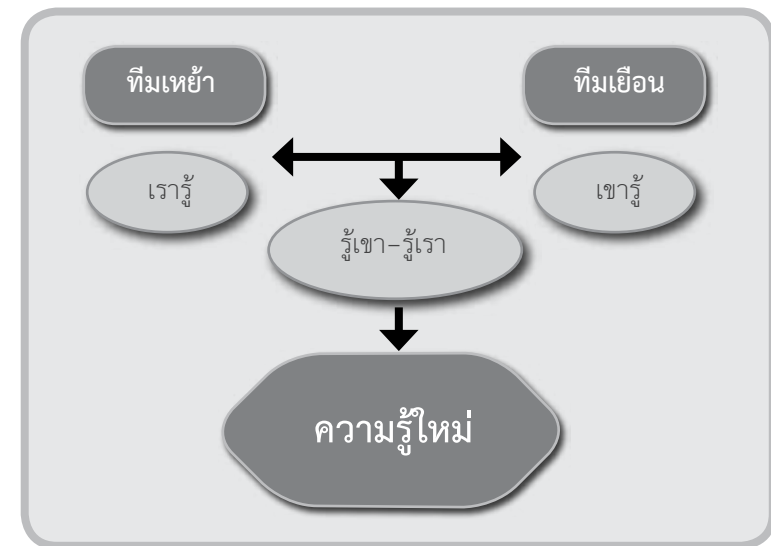 ทีมเหย้า
ทีมเยือน
เรารู้
เขารู้
รู้เขา-รู้เรา
ความรู้ใหม่